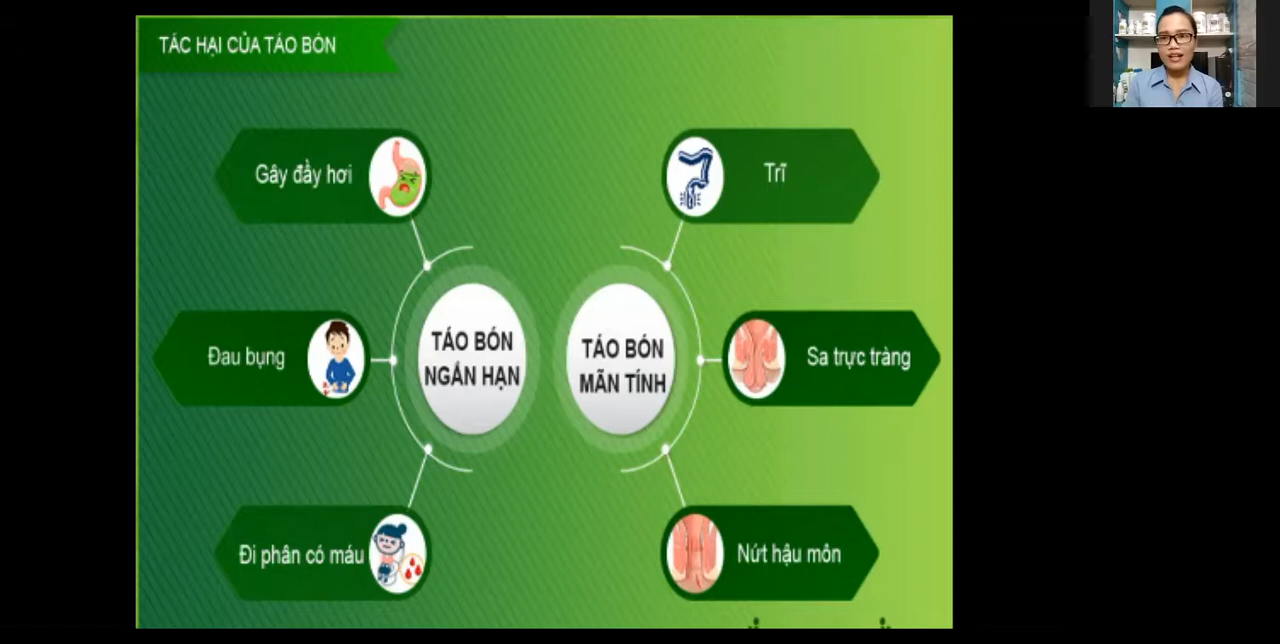 TÁC HẠI CỦA TÁO BÓN
Gây đầy hơi
Trĩ
TÁO BÓN
NGẮN HẠN
TÁO BÓN
MÃN TÍNH
Đau bụng
Sa trực tràng
Đi phân có máu
Nứt hậu môn